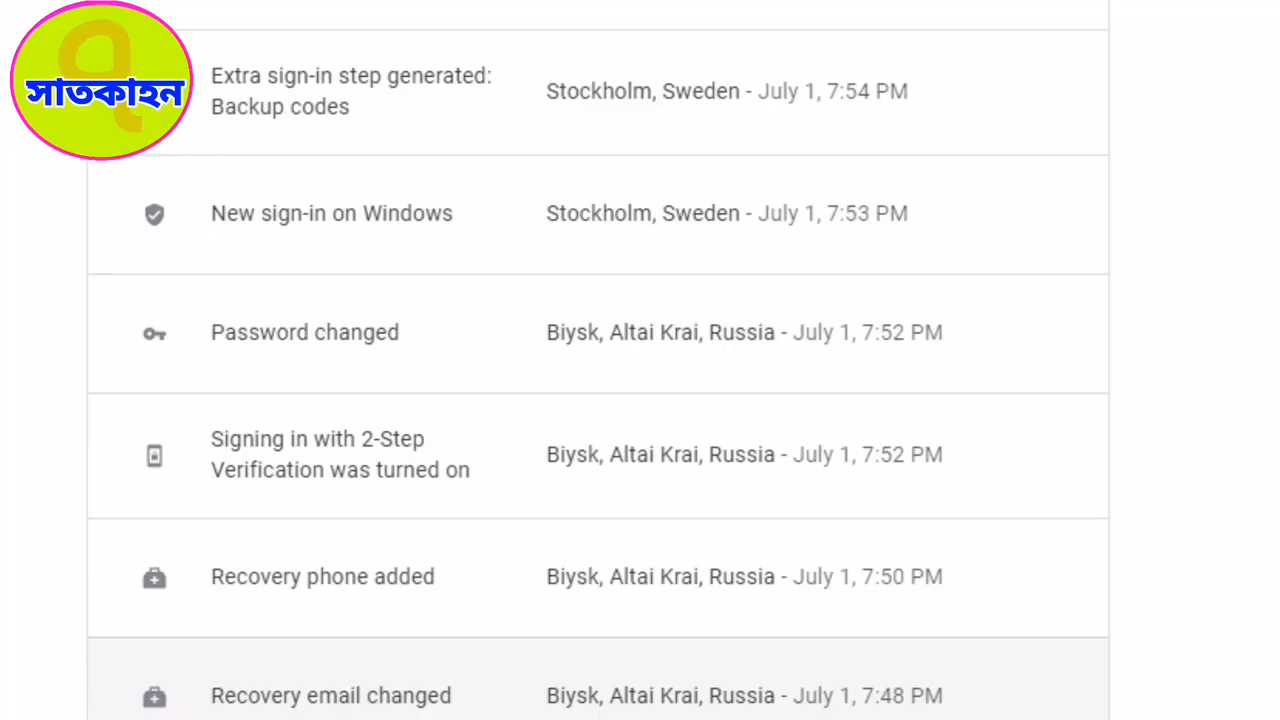 সাতকাহন
Extra sign-in step generated:
Backup codes
Stockholm, Sweden - July 1, 7:54 PM
New sign-in on Windows
Stockholm, Sweden - July 1, 7:53 PM
Password changed
Biysk, Altai Krai, Russia - July 1, 7:52 PM
Signing in with 2-Step
Verification was turned on
Biysk, Altai Krai, Russia - July 1, 7:52 PM
Recovery phone added
Biysk, Altai Krai, Russia - July 1, 7:50 PM
Recovery email changed
Biysk, Altai Krai, Russia - July 1, 7:48 PM